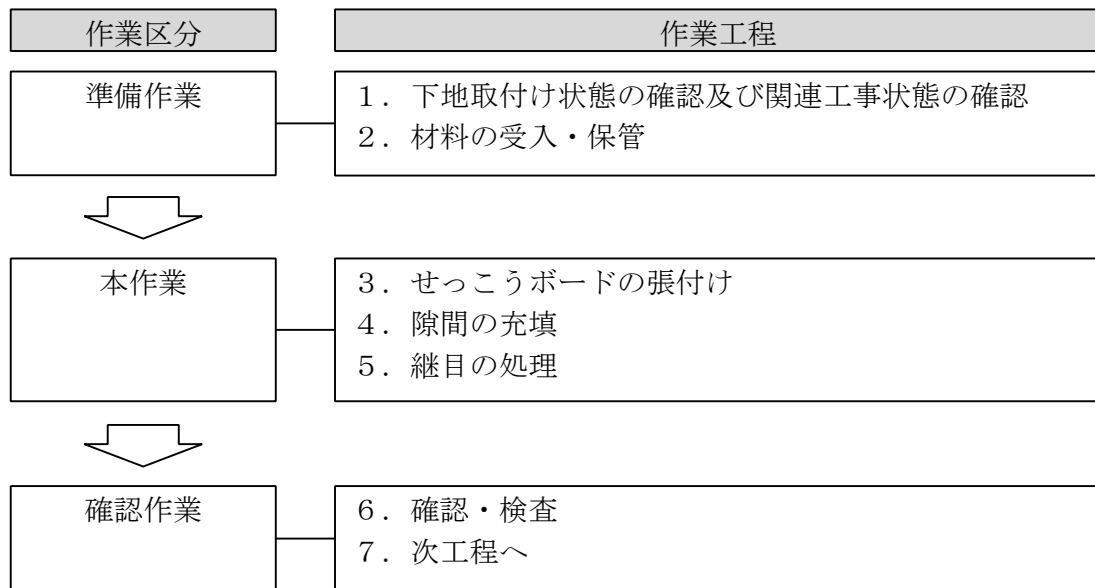 作業区分
作業工程
準備作業
１．下地取付け状態の確認及び関連工事状態の確認
２．材料の受入・保管
本作業
３．せっこうボードの張付け
４．隙間の充填
５．継目の処理
確認作業
６．確認・検査
７．次工程へ